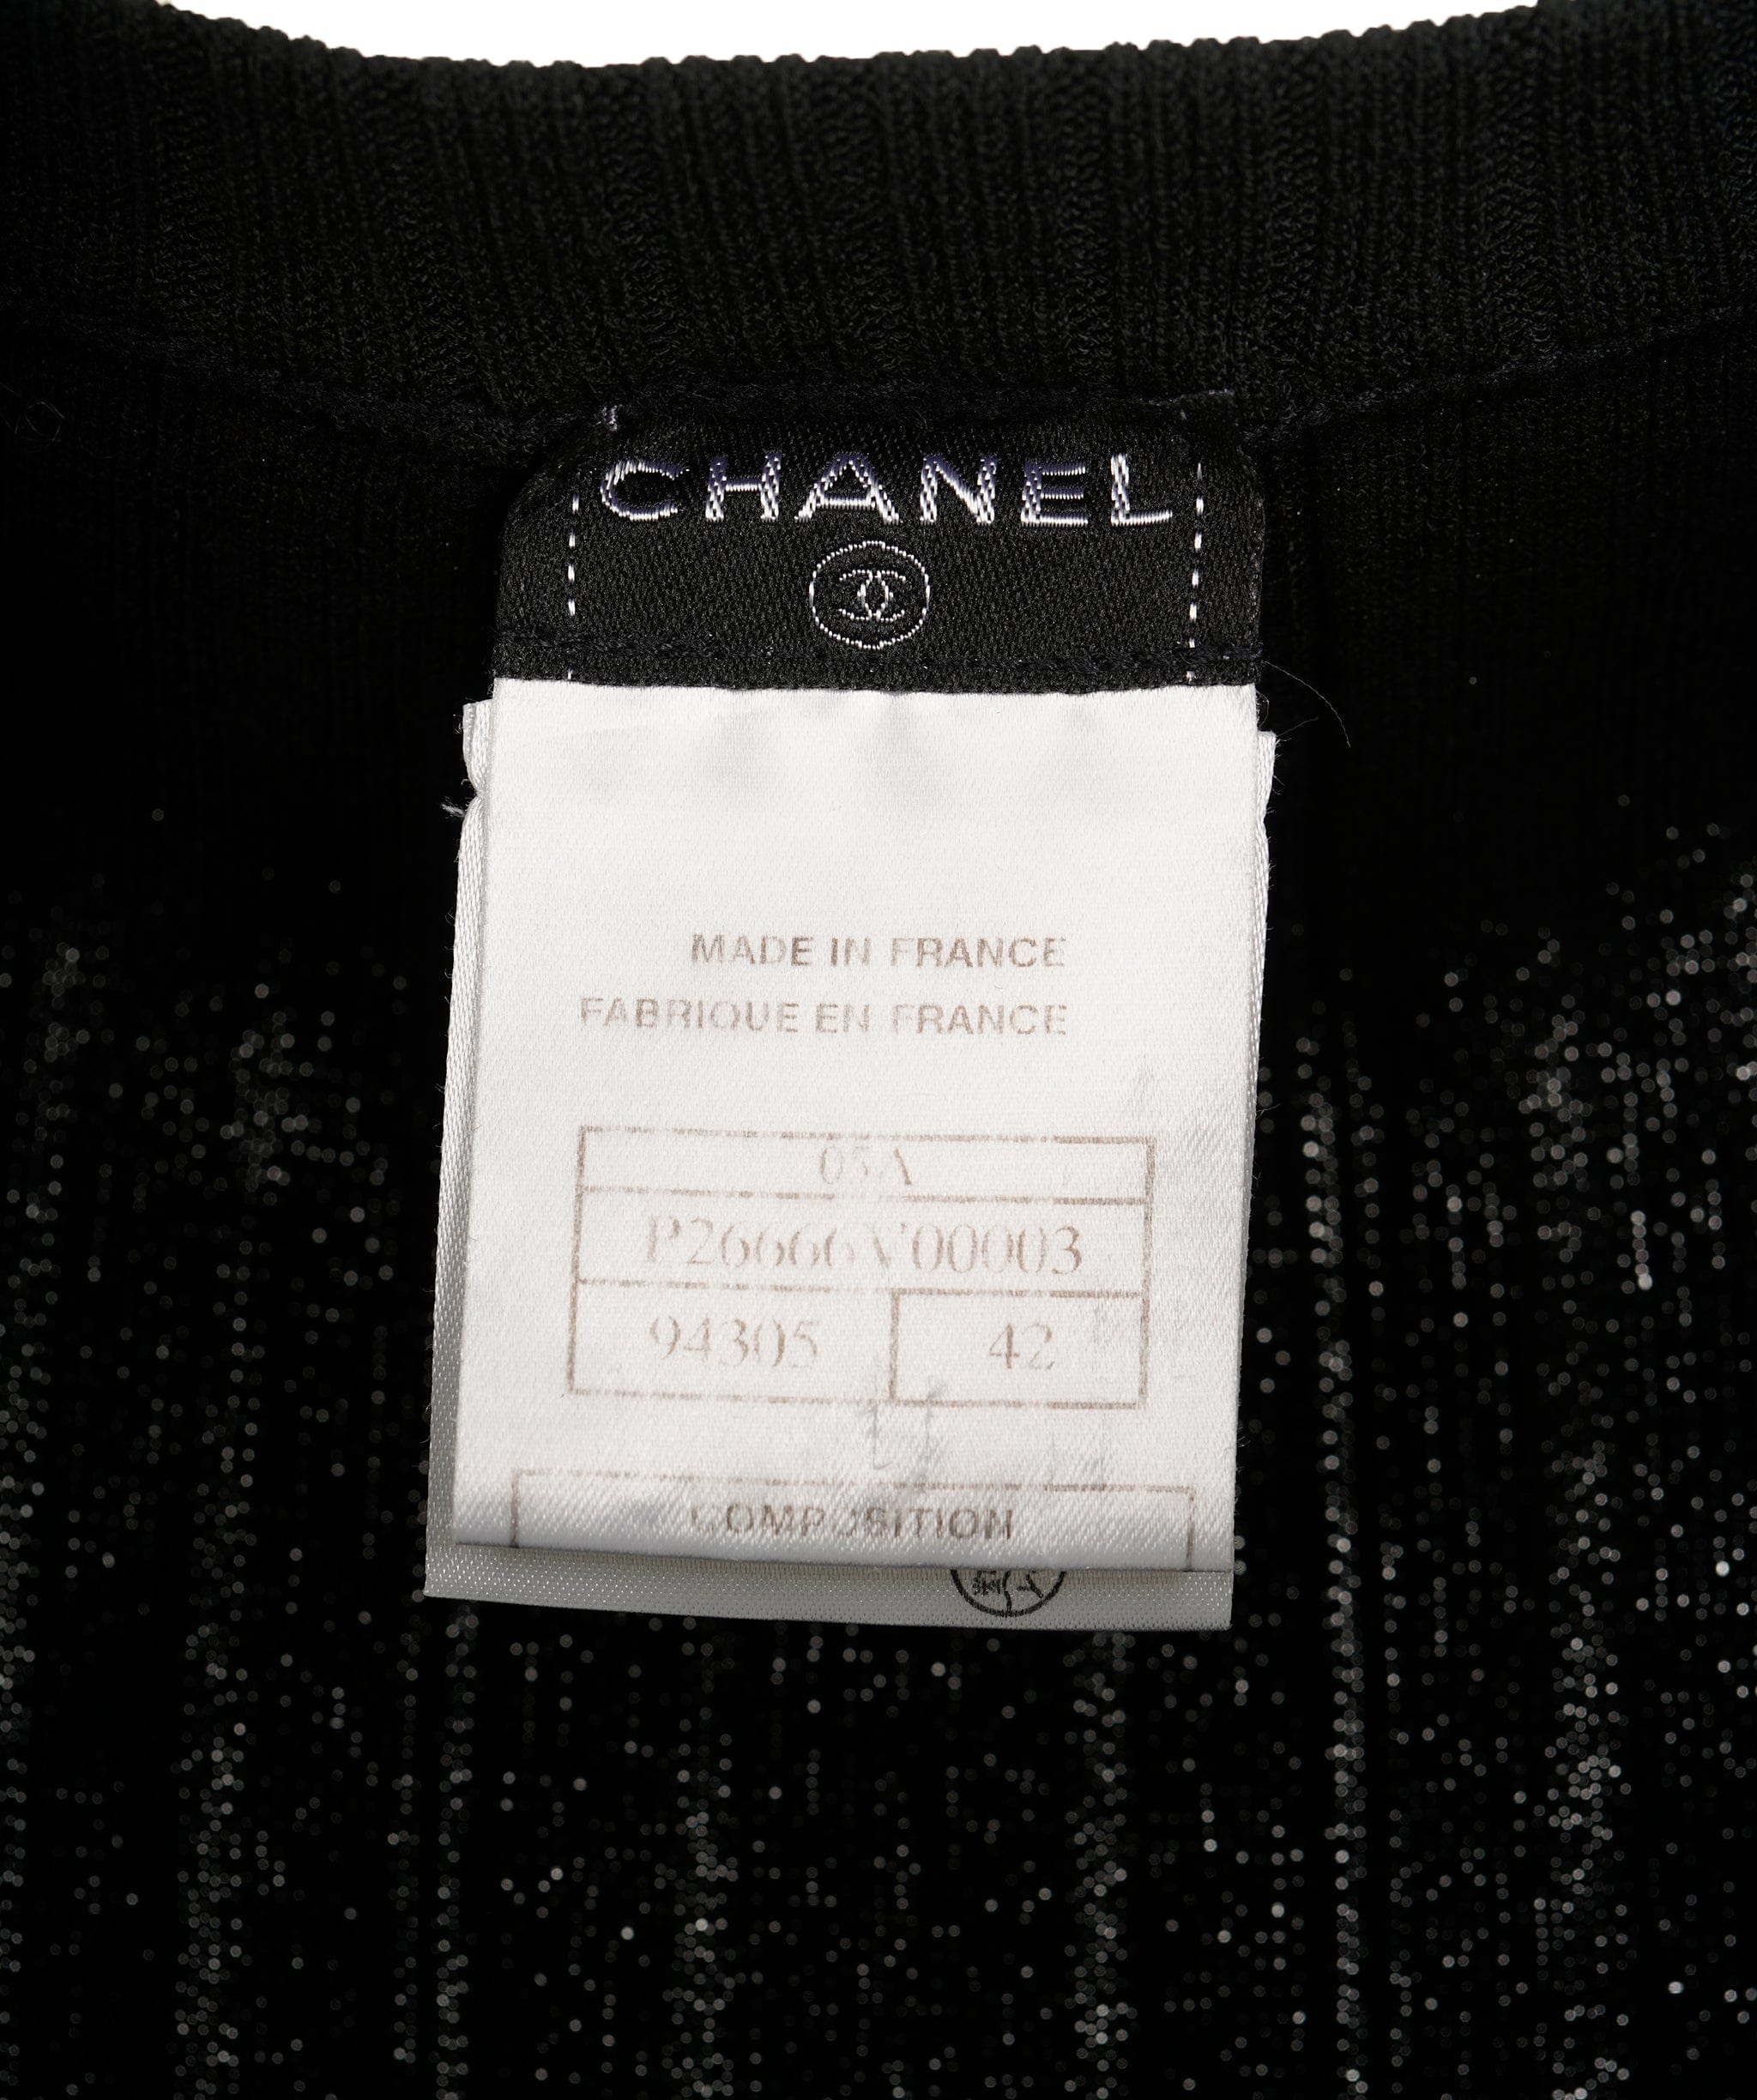 CHANEL
MADE IN FRANCE
FABRIQUE EN FRANCE
05A
P26666V00003
94305
42
COMPOSITION